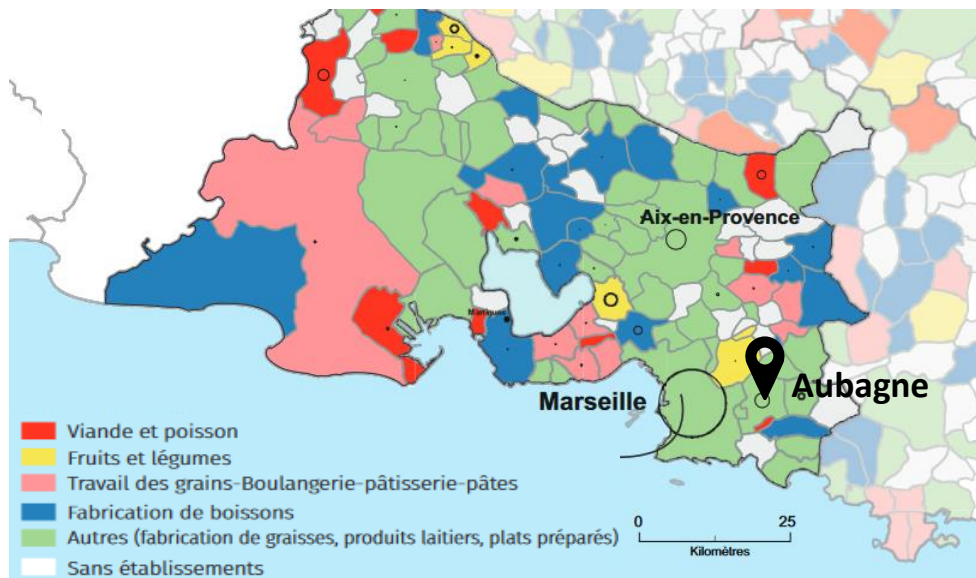 Aix-en-Provence
Martigues
Marseille
Aubagne
Viande et poisson
Fruits et légumes
Travail des grains-Boulangerie-pâtisserie-pâtes
Fabrication de boissons
Autres (fabrication de graisses, produits laitiers, plats préparés)
Sans établissements
0 25
Kilomètres